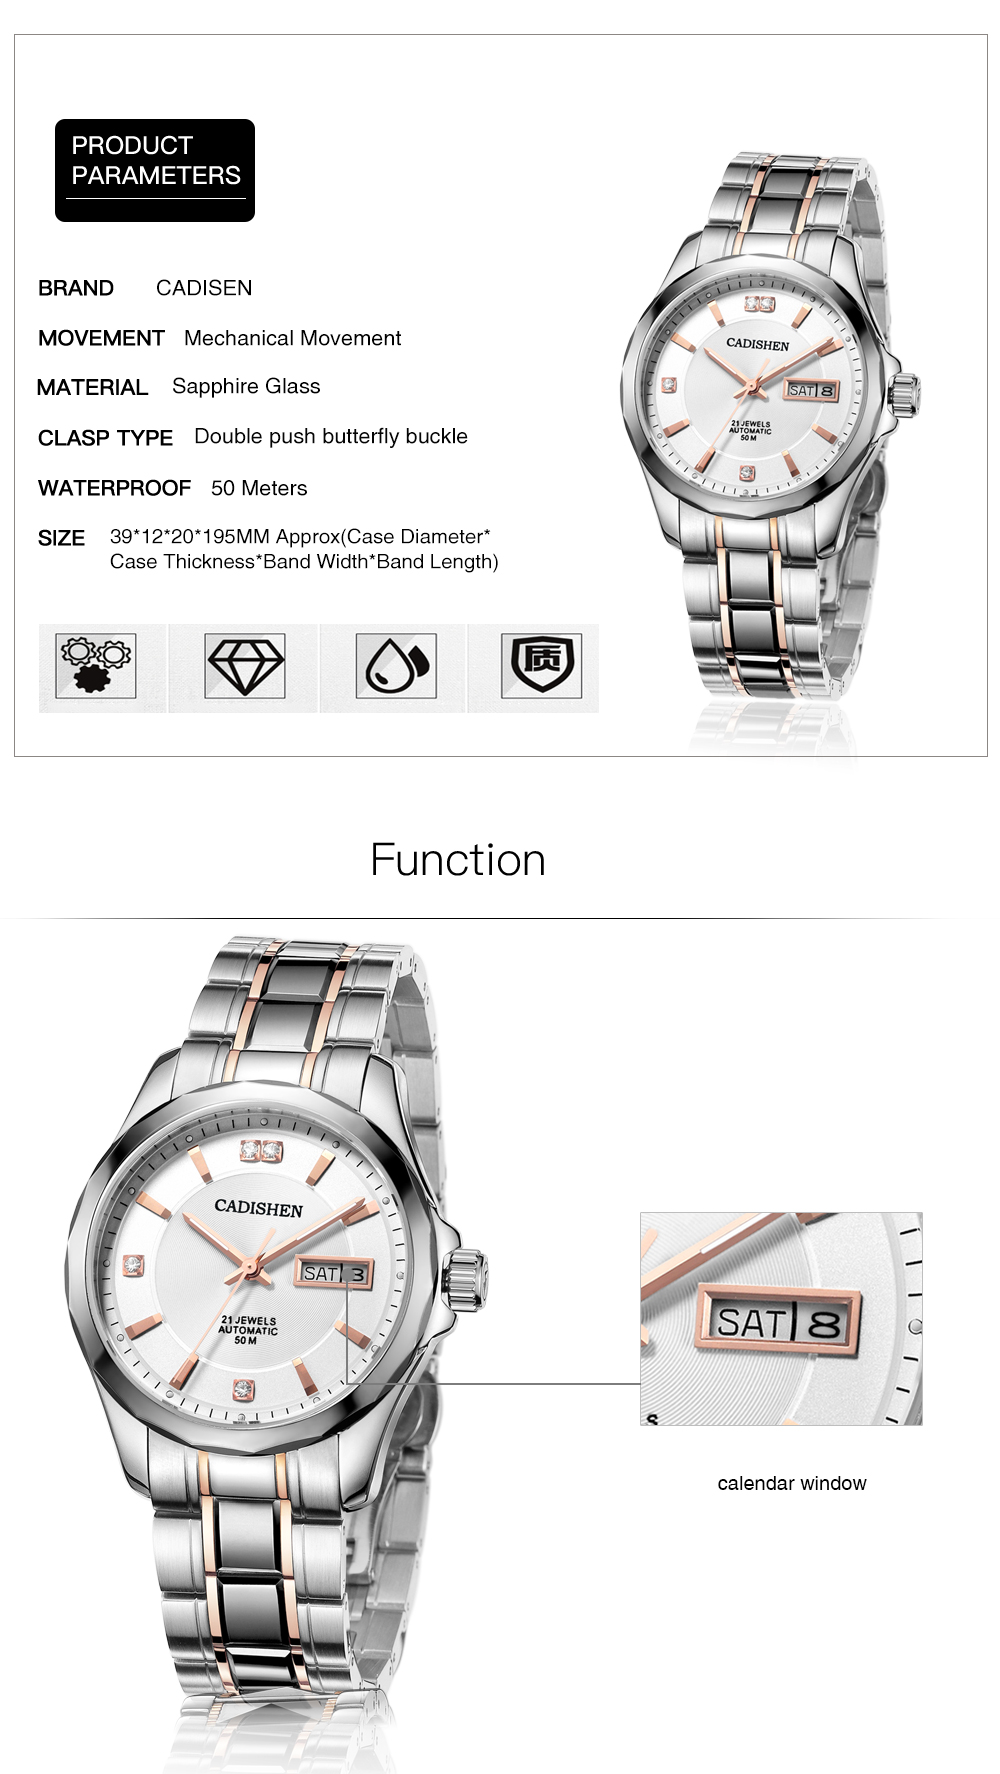 PRODUCT
PARAMETERS
BRAND CADISEN
MOVEMENT Mechanical Movement
MATERIAL Sapphire Glass
CLASP TYPE Double push butterfly buckle
WATERPROOF 50 Meters
SIZE 39*12*20*195MM Approx(Case Diameter*
Case Thickness*Band Width*Band Length)
质
CADISHEN
SAT 8
21 JEWELS
AUTOMATIC
50 M
Function
CADISHEN
SAT 8
21 JEWELS
AUTOMATIC
50 M
SAT 8
S
calendar window